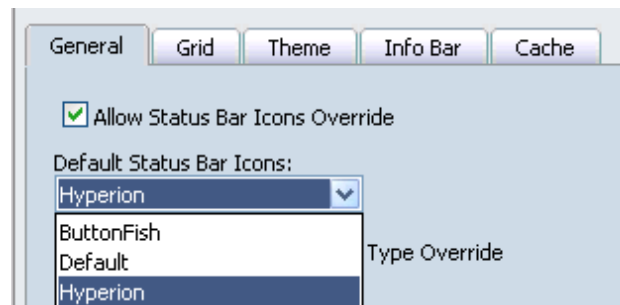 General Grid Theme Info Bar Cache
Allow Status Bar Icons Override
Default Status Bar Icons:
Hyperion
ButtonFish
Default
Type Override
Hyperion